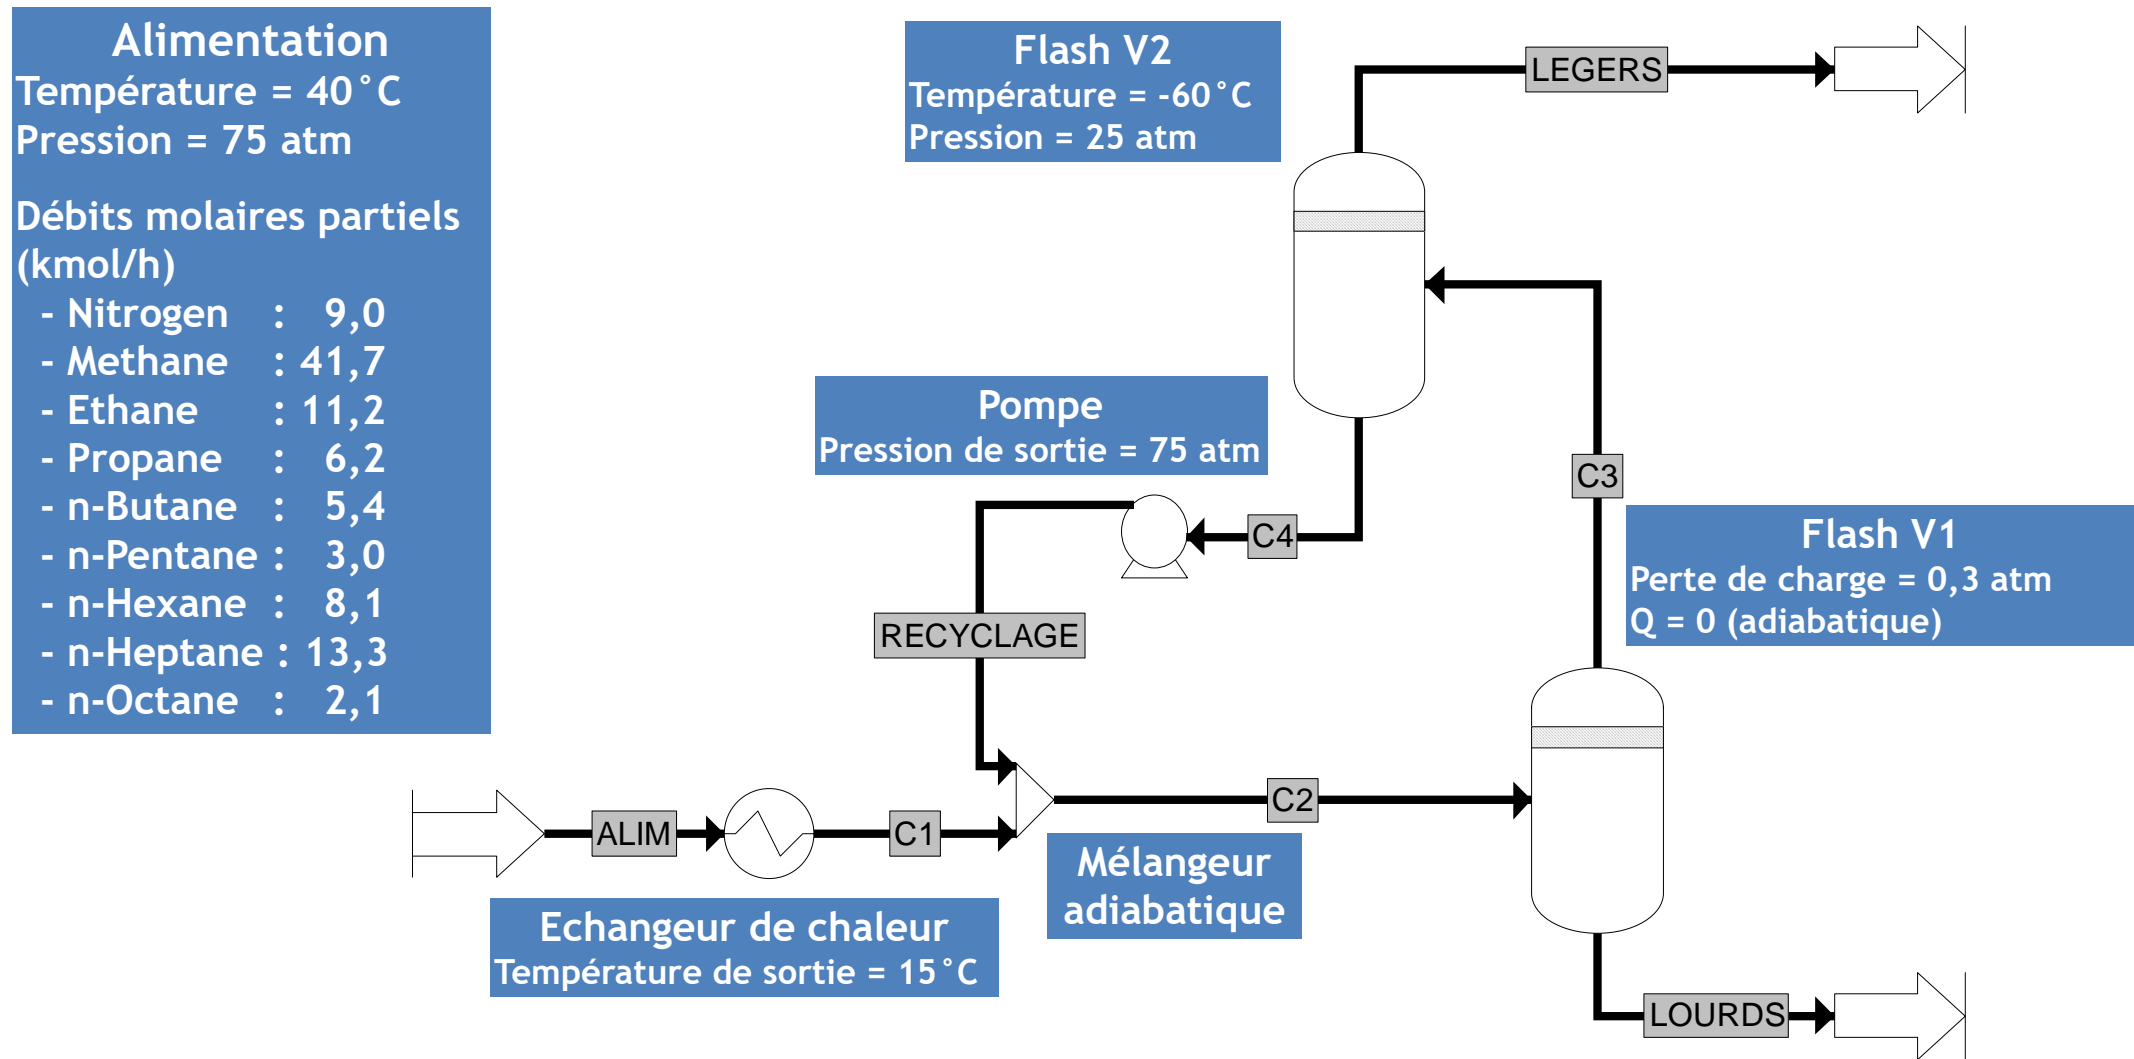 Alimentation
Température = 40°C
Pression = 75 atm
Débits molaires partiels
(kmol/h)
- Nitrogen : 9,0
- Methane : 41,7
- Ethane : 11,2
- Propane : 6,2
- n-Butane : 5,4
- n-Pentane : 3,0
- n-Hexane : 8,1
- n-Heptane : 13,3
- n-Octane : 2,1
Flash V2
Température = -60°C
Pression = 25 atm
LEGERS
Pompe
Pression de sortie = 75 atm
C3
C4
Flash V1
Perte de charge = 0,3 atm
Q = 0 (adiabatique)
RECYCLAGE
C2
ALIM
C1
Mélangeur
adiabatique
Echangeur de chaleur
Température de sortie = 15°C
LOURDS